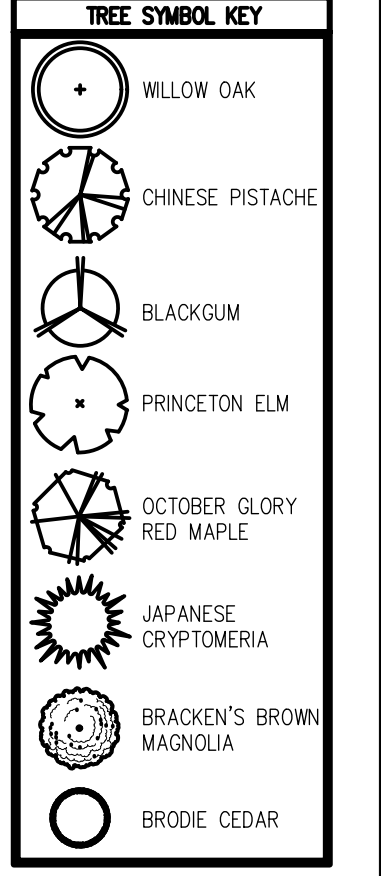 TREE SYMBOL KEY
WILLOW OAK
CHINESE PISTACHE
BLACKGUM
PRINCETON ELM
OCTOBER GLORY
RED MAPLE
JAPANESE
CRYPTOMERIA
BRACKEN'S BROWN
MAGNOLIA
BRODIE CEDAR